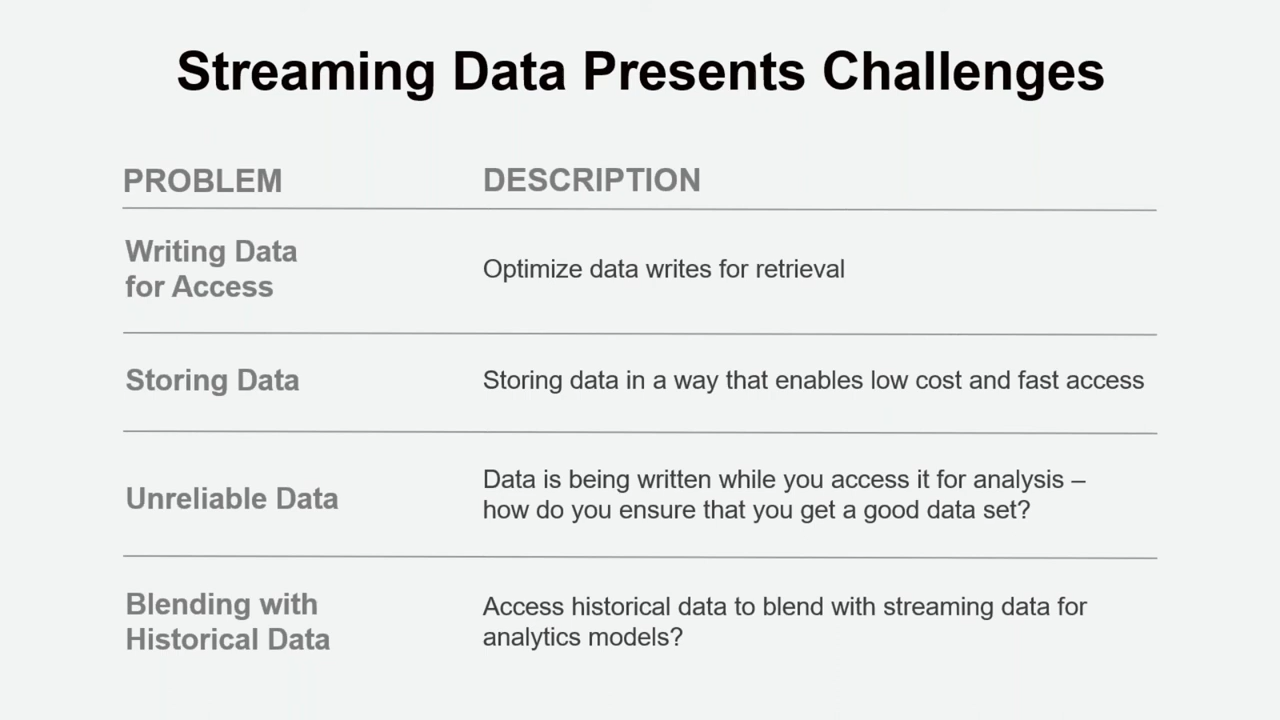 Streaming Data Presents Challenges
PROBLEM DESCRIPTION
Writing Data
for Access
Optimize data writes for retrieval
Storing Data
Storing data in a way that enables low cost and fast access
Unreliable Data
Data is being written while you access it for analysis –
how do you ensure that you get a good data set?
Blending with
Historical Data
Access historical data to blend with streaming data for
analytics models?